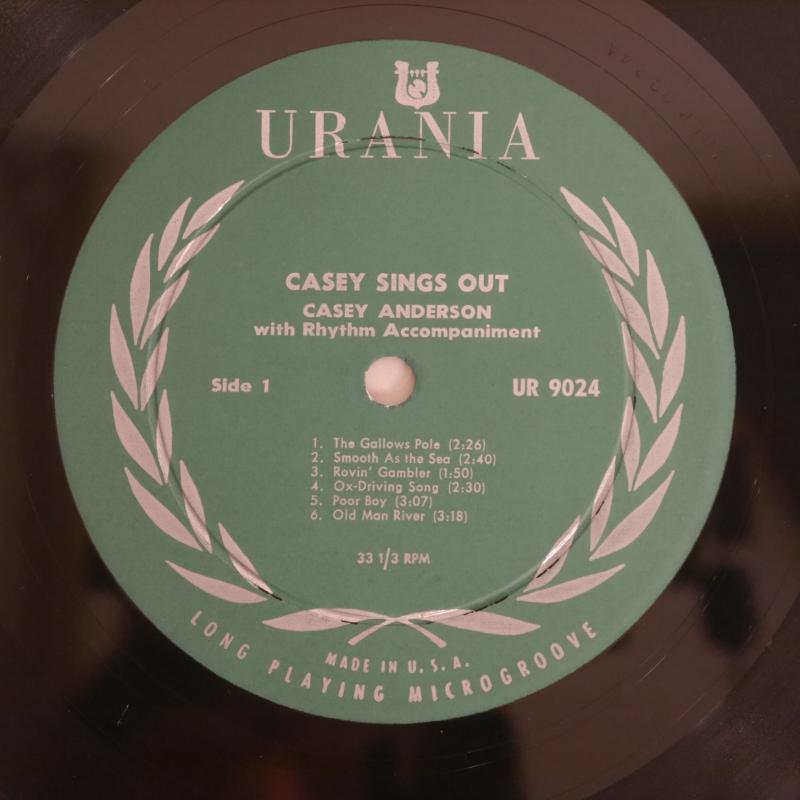 URANIA
CASEY SINGS OUT
CASEY ANDERSON
with Rhythm Accompaniment
Side 1
UR 9024
1. The Gallows Pole (2:26)
2. Smooth As the Sea (2:40)
3. Rovin' Gambler (1:50)
4. Ox-Driving Song (2:30)
5. Poor Boy (3:07)
6. Old Man River (3:18)
33 1/3 RPM
MADE IN U. S. A.
LONG PLAYING MICROGROOVE